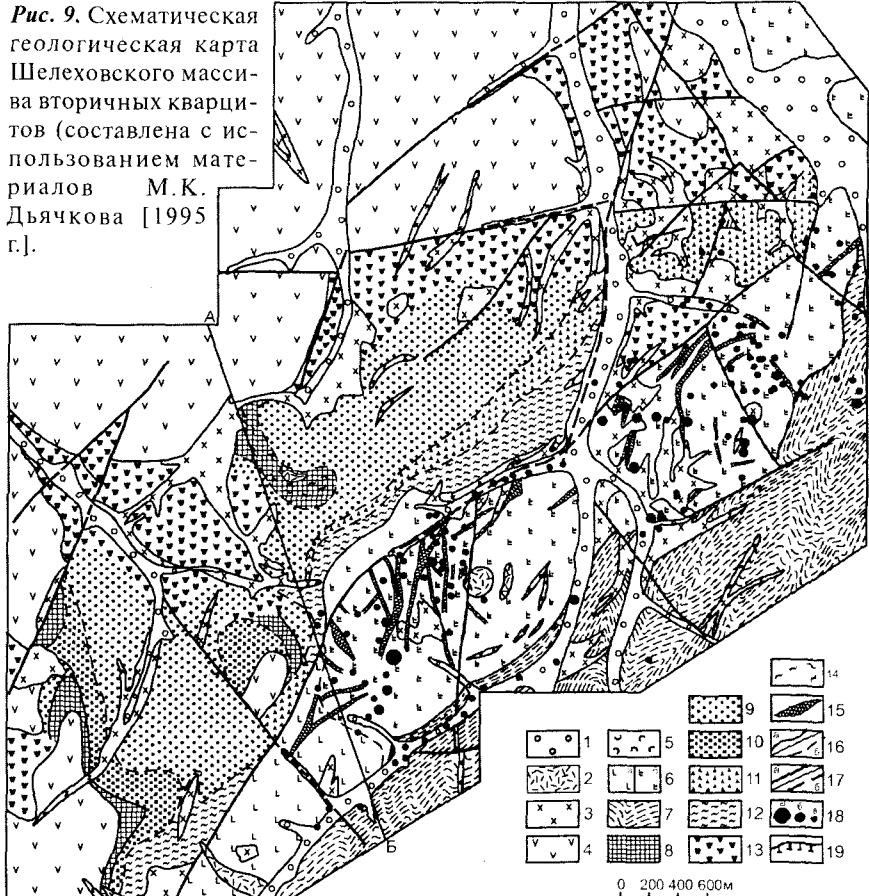 Рис. 9. Схематическая
геологическая карта
Шелеховского масси-
ва вторичных кварци-
тов (составлена с ис-
пользованием мате-
риалов М.К.
Дьячкова [1995
г.].
А
Б
1
2
3
4
5
6
7
8
9
10
11
12
13
14
15
16
17
18
19
0 200 400 600м